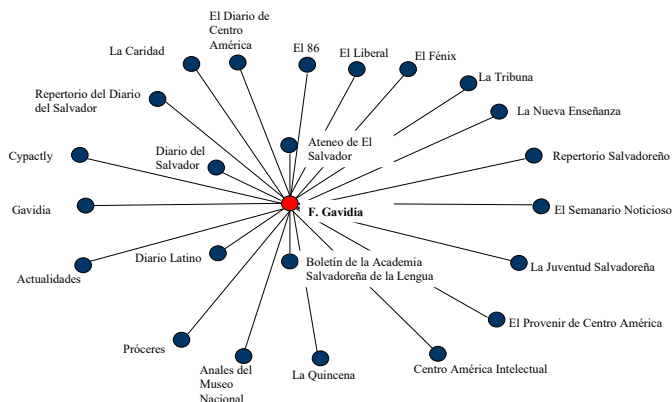 El Diario de
Centro
América
La Caridad
El 86
El Liberal
El Fénix
La Tribuna
Repertorio del Diario
del Salvador
La Nueva Enseñanza
Ateneo de El
Salvador
Cypactly
Diario del
Salvador
Repertorio Salvadoreño
Gavidia
F. Gavidia
El Semanario Noticioso
Diario Latino
Boletín de la Academia
Salvadoreña de la Lengua
La Juventud Salvadoreña
Actualidades
El Provenir de Centro América
Próceres
Anales del
Museo
Nacional
La Quincena
Centro América Intelectual